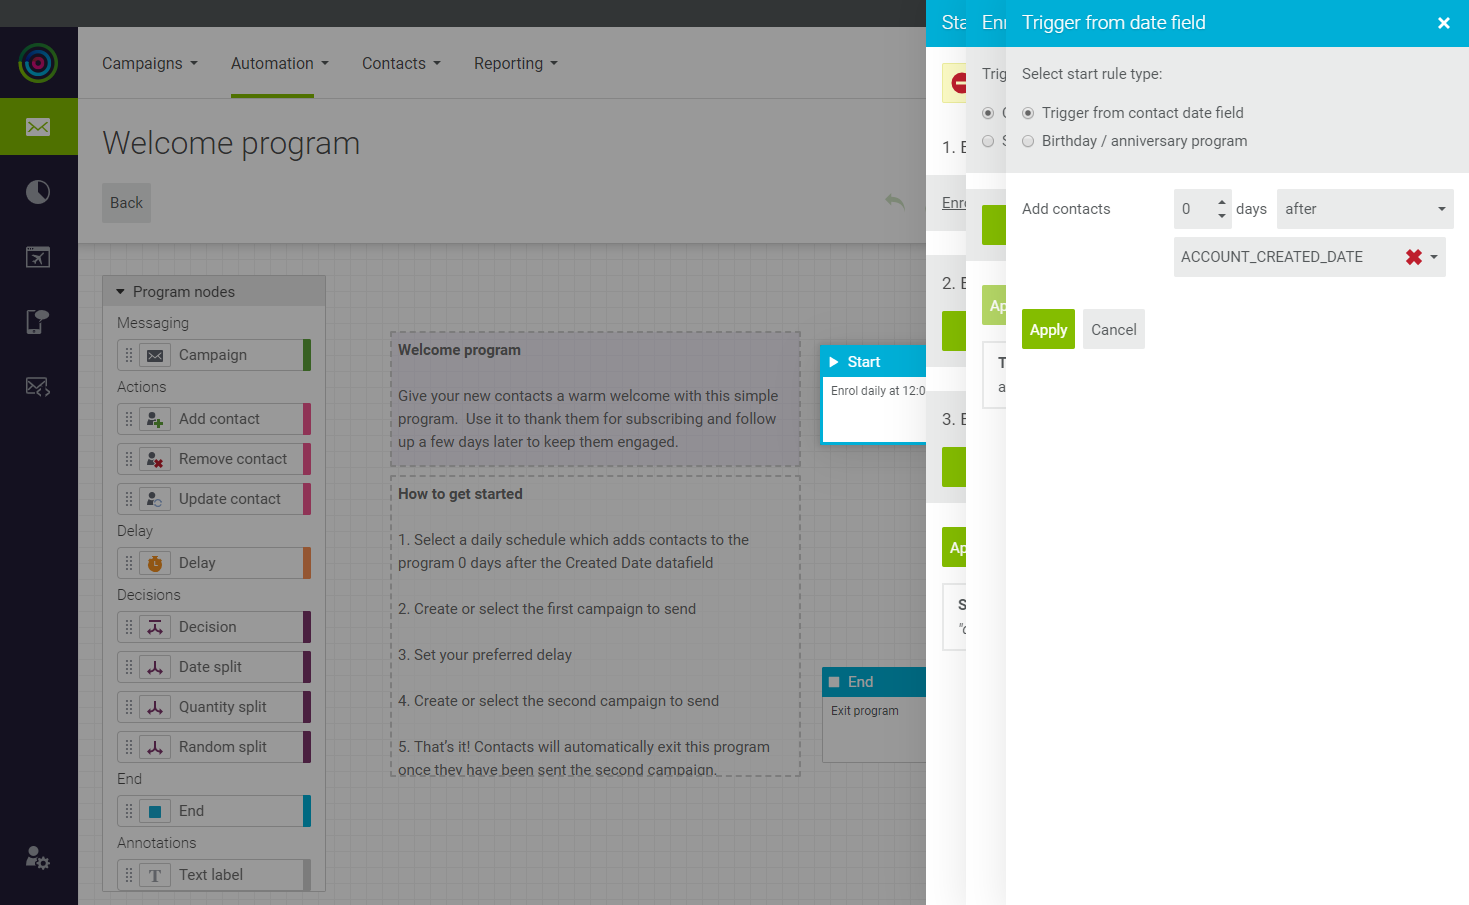 Campaigns
Automation
Contacts
Reporting
Welcome program
Back
Program nodes
Messaging
Campaign
Actions
Add contact
Remove contact
Update contact
Delay
Delay
Decisions
Decision
Date split
Quantity split
Random split
End
End
Annotations
T Text label
Welcome program
Give your new contacts a warm welcome with this simple
program. Use it to thank them for subscribing and follow
up a few days later to keep them engaged.
How to get started
1. Select a daily schedule which adds contacts to the
program 0 days after the Created Date datafield
2. Create or select the first campaign to send
3. Set your preferred delay
4. Create or select the second campaign to send
5. That's it! Contacts will automatically exit this program
once they have been sent the second campaign.
Start
Enrol daily at 12:0
End
Exit program
Sta
1. E
Enro
2. E
3. E
Ap
S
"c
Enr
Trig
Ap
T
a
Trigger from date field
Select start rule type:
Trigger from contact date field
Birthday / anniversary program
Add contacts
0
days
after
ACCOUNT_CREATED_DATE
Apply
Cancel